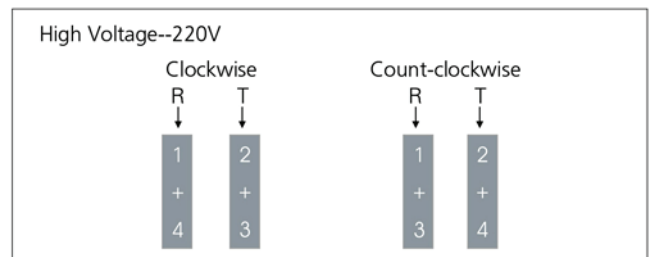 High Voltage--220V
Clockwise Count-clockwise
R T R T
1 2 1 2
+ + + +
4 3 3 4